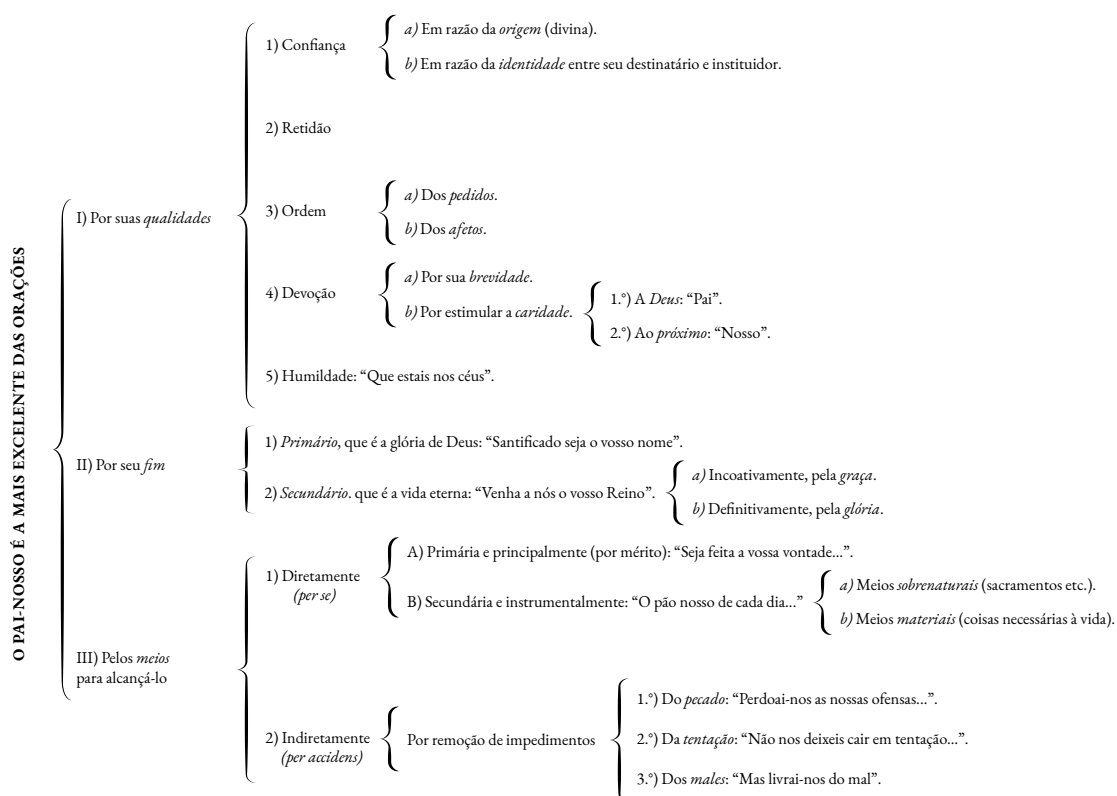 O PAI-NOSSO É A MAIS EXCELENTE DAS ORAÇÕES
I) Por suas qualidades
1) Confiança
a) Em razão da origem (divina).
b) Em razão da identidade entre seu destinatário e instituidor.
2) Retidão
3) Ordem
a) Dos pedidos.
b) Dos afetos.
4) Devoção
a) Por sua brevidade.
b) Por estimular a caridade.
1.º) A Deus: “Pai”.
2.º) Ao próximo: “Nosso”.
5) Humildade: “Que estais nos céus”.
II) Por seu fim
1) Primário, que é a glória de Deus: “Santificado seja o vosso nome”.
2) Secundário. que é a vida eterna: “Venha a nós o vosso Reino”.
a) Incoativamente, pela graça.
b) Definitivamente, pela glória.
III) Pelos meios
para alcançá-lo
1) Diretamente
(per se)
A) Primária e principalmente (por mérito): “Seja feita a vossa vontade...”.
B) Secundária e instrumentalmente: “O pão nosso de cada dia...”
a) Meios sobrenaturais (sacramentos etc.).
b) Meios materiais (coisas necessárias à vida).
2) Indiretamente
(per accidens)
Por remoção de impedimentos
1.º) Do pecado: “Perdoai-nos as nossas ofensas...”.
2.º) Da tentação: “Não nos deixeis cair em tentação...”.
3.º) Dos males: “Mas livrai-nos do mal”.